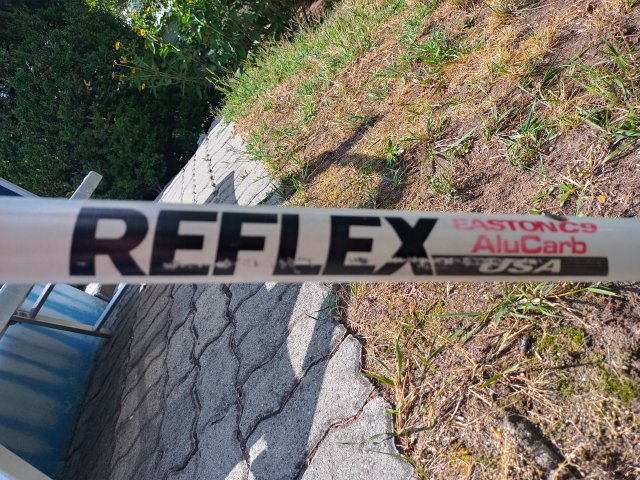 REFLEX
EASTON C9
AluCarb
USA